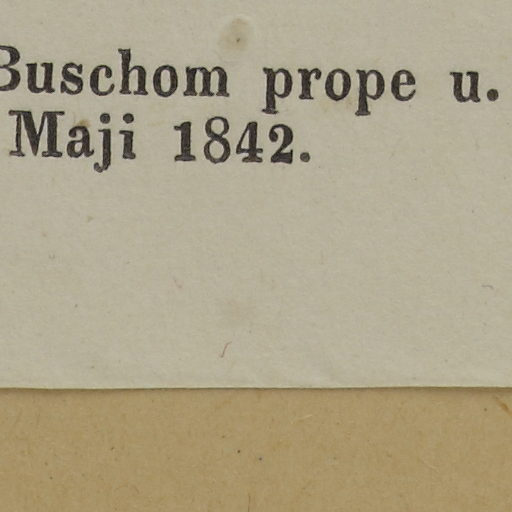 Buschom prope u.
Maji 1842.